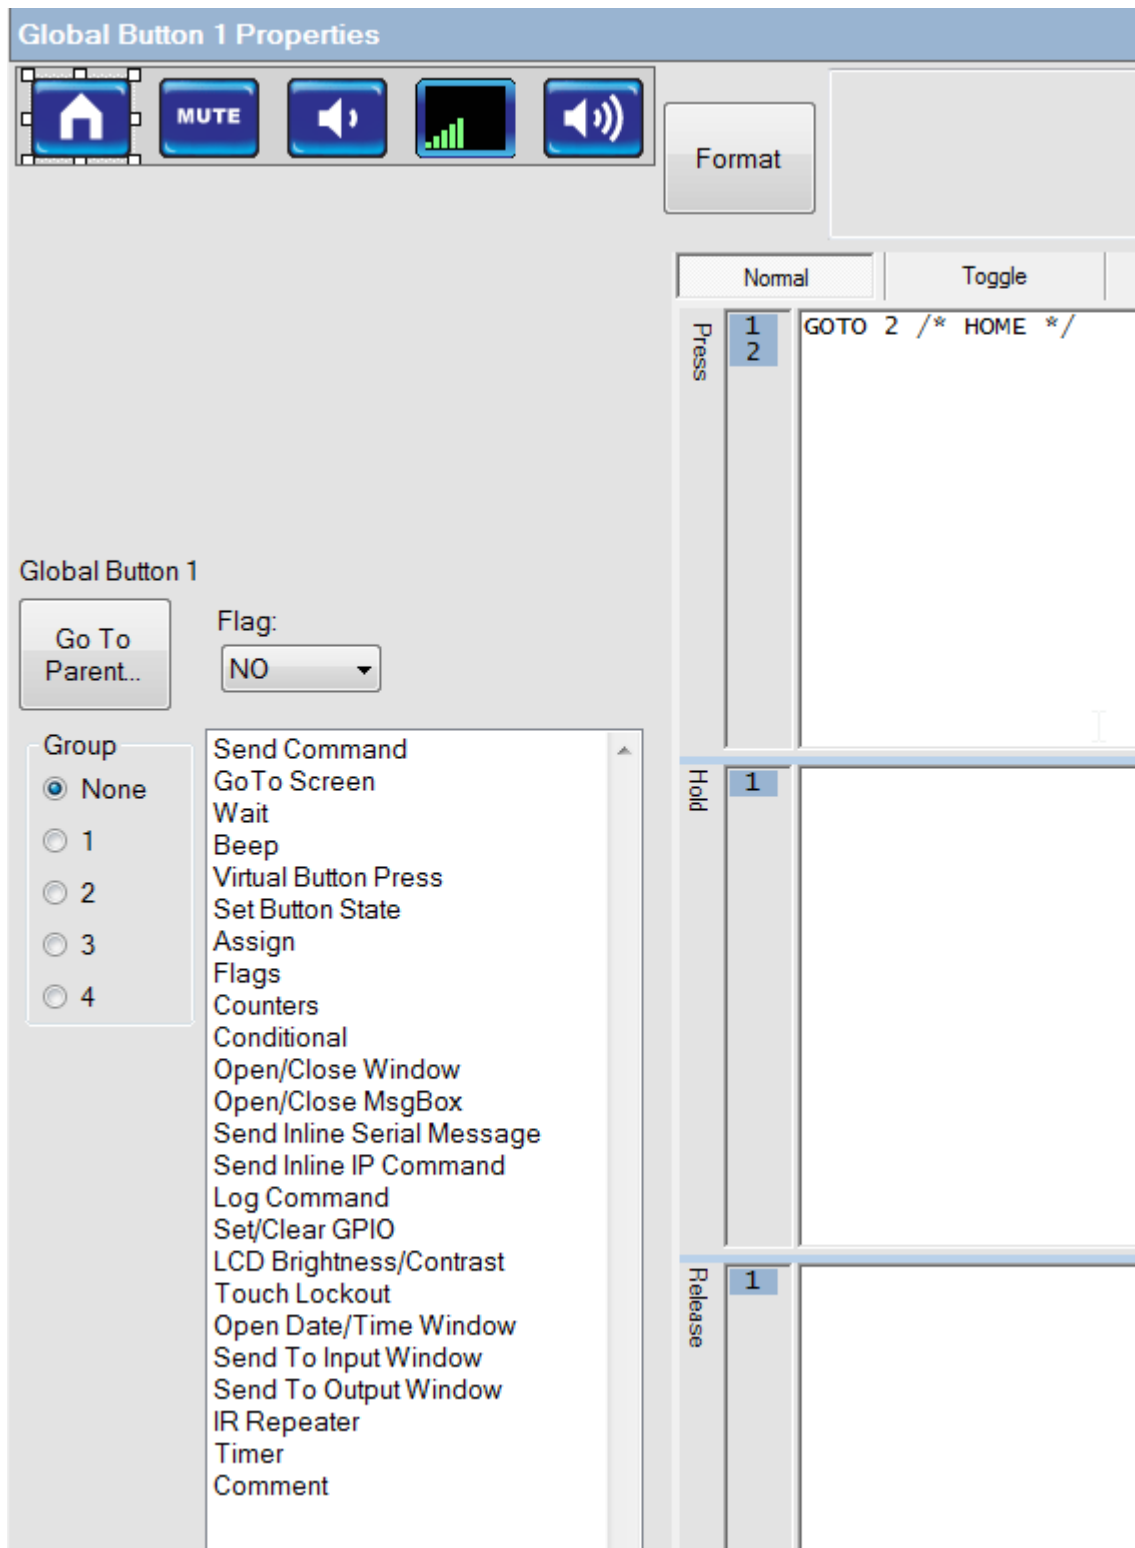 Global Button 1 Properties
MUTE
Format
Normal
Toggle
Press
1
2
GOTO 2 /* HOME */
Global Button 1
Go To
Parent...
Flag:
NO
Group
None
1
2
3
4
Send Command
GoTo Screen
Wait
Beep
Virtual Button Press
Set Button State
Assign
Flags
Counters
Conditional
Open/Close Window
Open/Close MsgBox
Send Inline Serial Message
Send Inline IP Command
Log Command
Set/Clear GPIO
LCD Brightness/Contrast
Touch Lockout
Open Date/Time Window
Send To Input Window
Send To Output Window
IR Repeater
Timer
Comment
Hold
1
Release
1